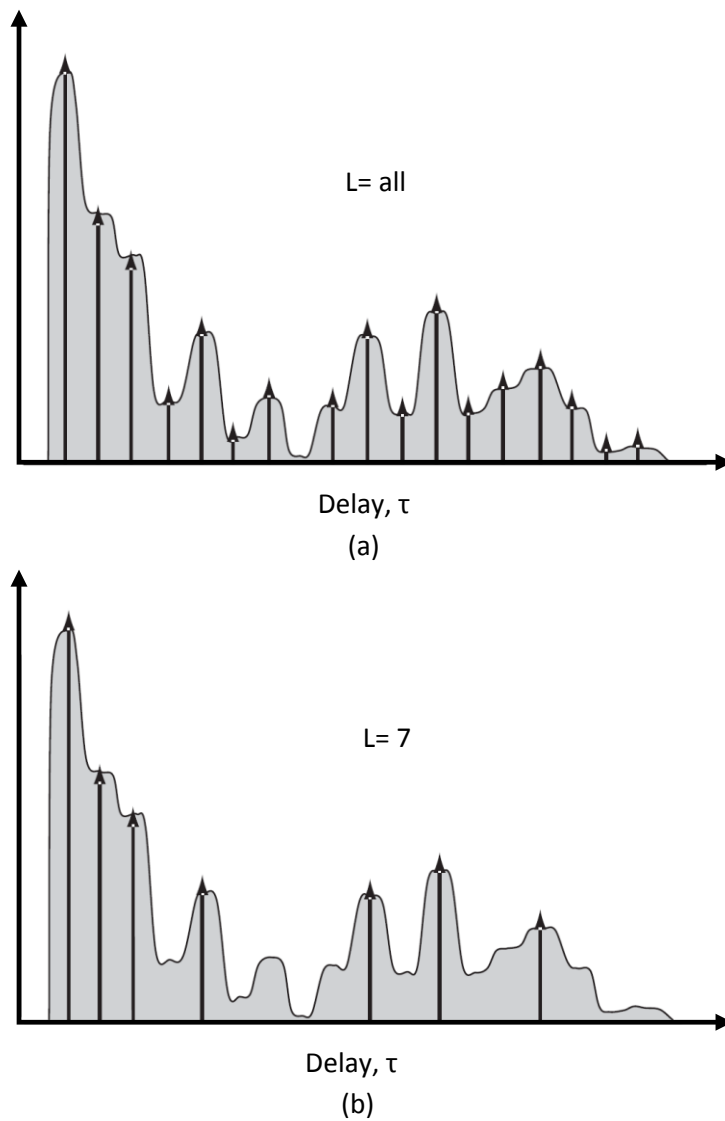 L= all
Delay, τ
(a)
L= 7
Delay, τ
(b)